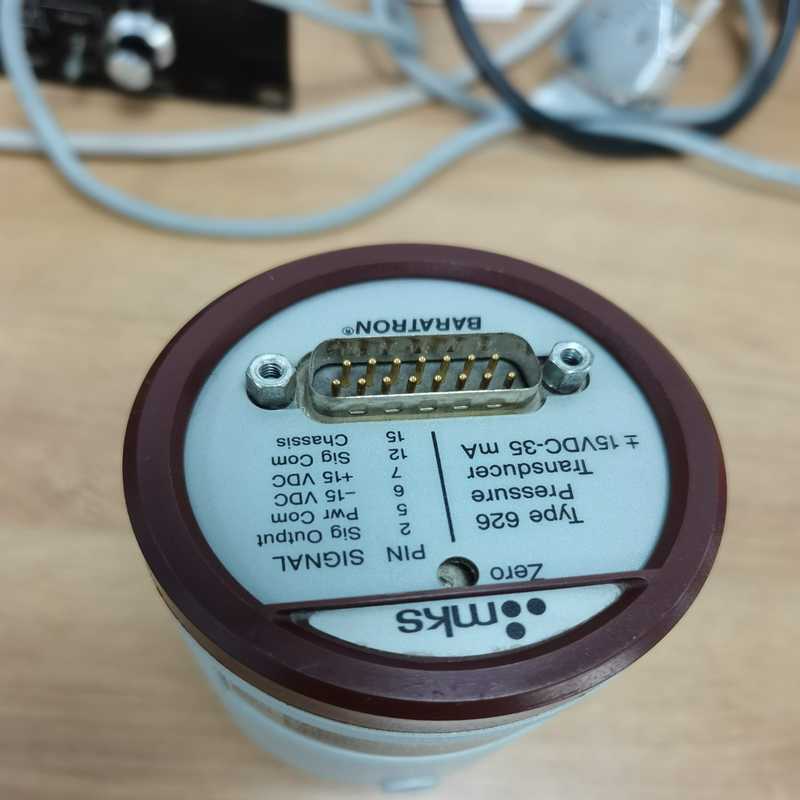 mks
Zero
PIN SIGNAL
2 Sig Output
5 Pwr Com
6 −15 VDC
7 +15 VDC
12 Sig Com
15 Chassis
Type 626
Pressure
Transducer
± 15VDC-35 mA
BARATRON®